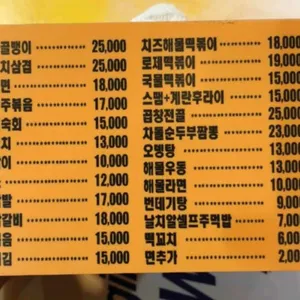 골뱅이 25,000
치삼겹 25,000
면 18,000
주볶음 17,000
숙회 15,000
치 13,000
이 10,000
12,000
발 17,000
갈비 18,000
음 15,000
김 15,000
치즈해물떡볶이 18,000
로제떡볶이 19,000
국물떡볶이 15,000
스팸+계란후라이 15,000
곱창전골 25,000
차돌순두부짬뽕 23,000
오뎅탕 13,000
해물우동 13,000
해물라면 10,000
번데기탕 9,000
날치알셀프주먹밥 7,000
떡꼬치 6,000
면추가 2,000